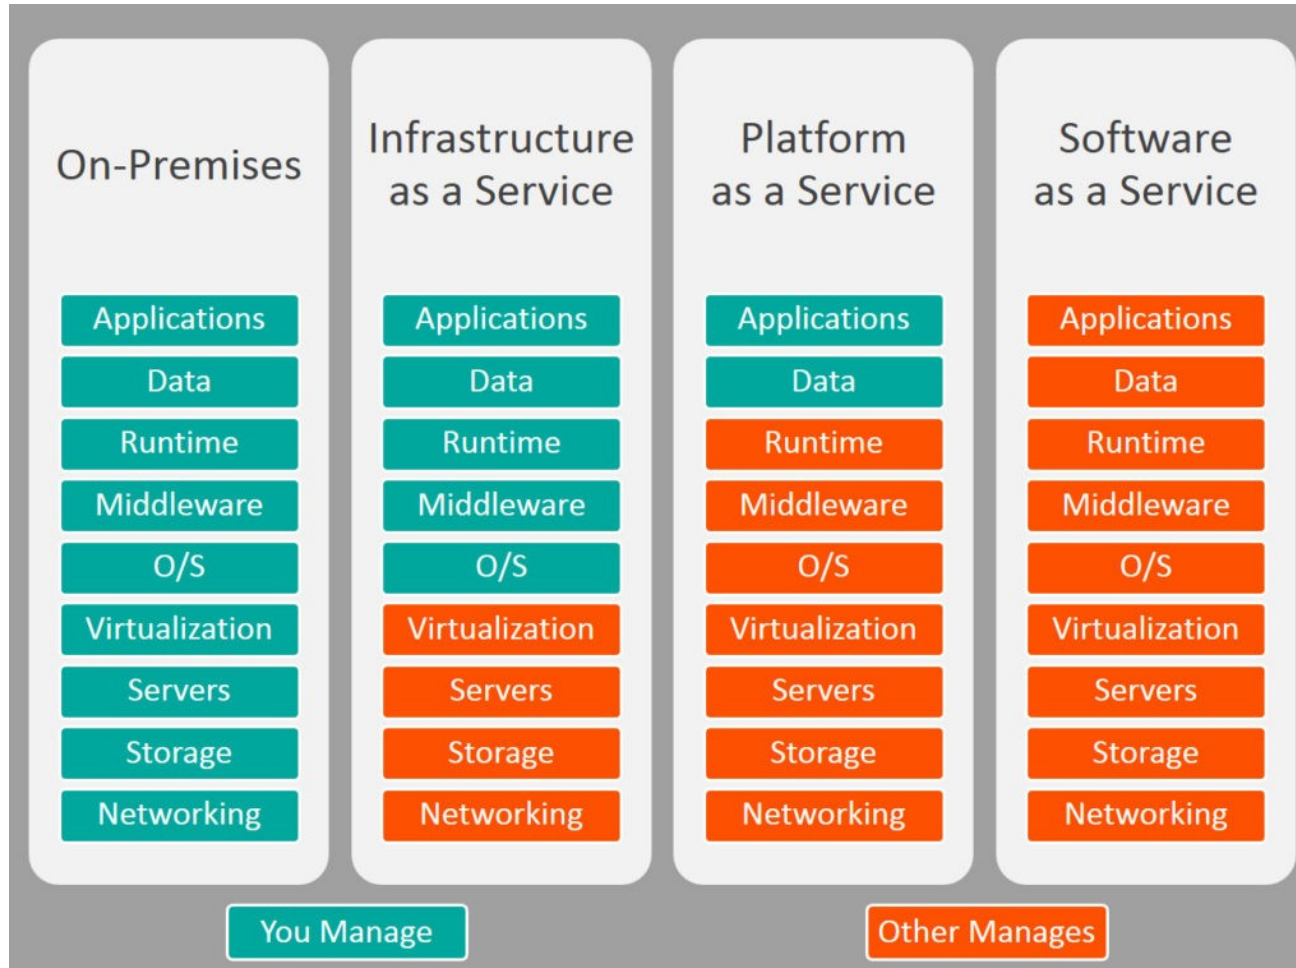 On-Premises
Applications
Data
Runtime
Middleware
O/S
Virtualization
Servers
Storage
Networking
Infrastructure
as a Service
Applications
Data
Runtime
Middleware
O/S
Virtualization
Servers
Storage
Networking
Platform
as a Service
Applications
Data
Runtime
Middleware
O/S
Virtualization
Servers
Storage
Networking
Software
as a Service
Applications
Data
Runtime
Middleware
O/S
Virtualization
Servers
Storage
Networking
You Manage
Other Manages